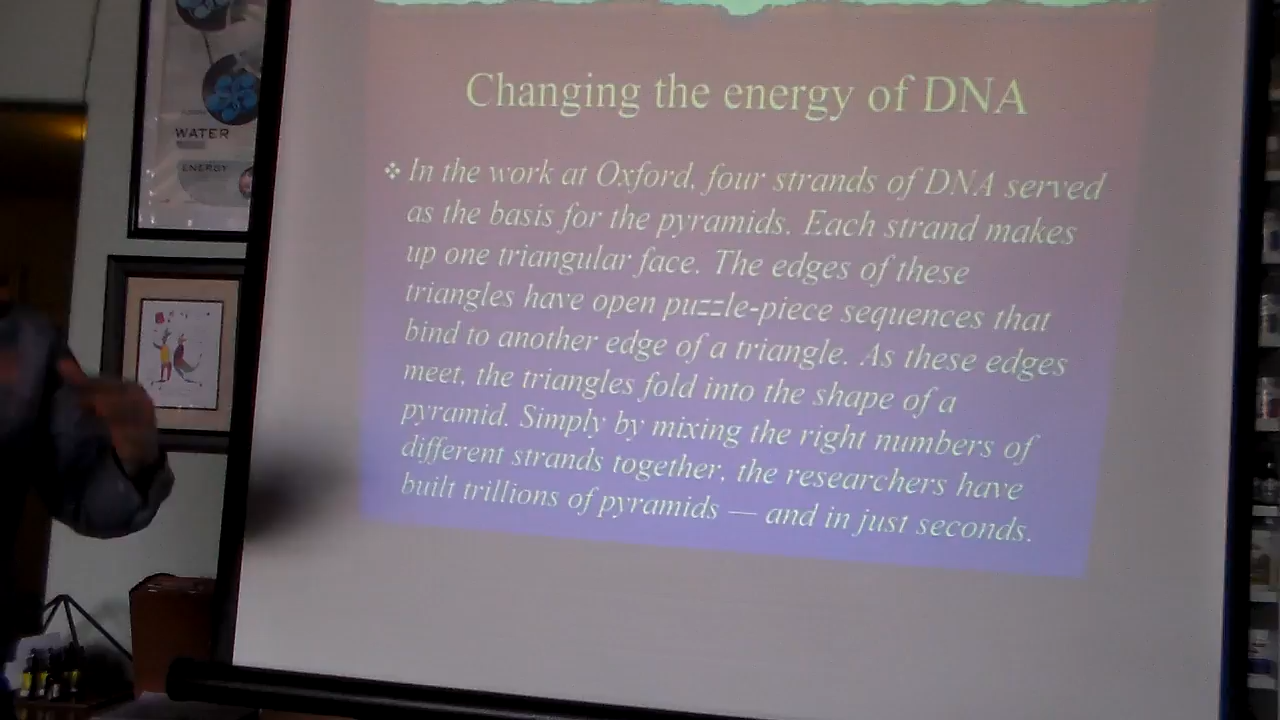 WATER
ENERGY
Changing the energy of DNA
❖ In the work at Oxford, four strands of DNA served
as the basis for the pyramids. Each strand makes
up one triangular face. The edges of these
triangles have open puzzle-piece sequences that
bind to another edge of a triangle. As these edges
meet, the triangles fold into the shape of a
pyramid. Simply by mixing the right numbers of
different strands together, the researchers have
built trillions of pyramids — and in just seconds.